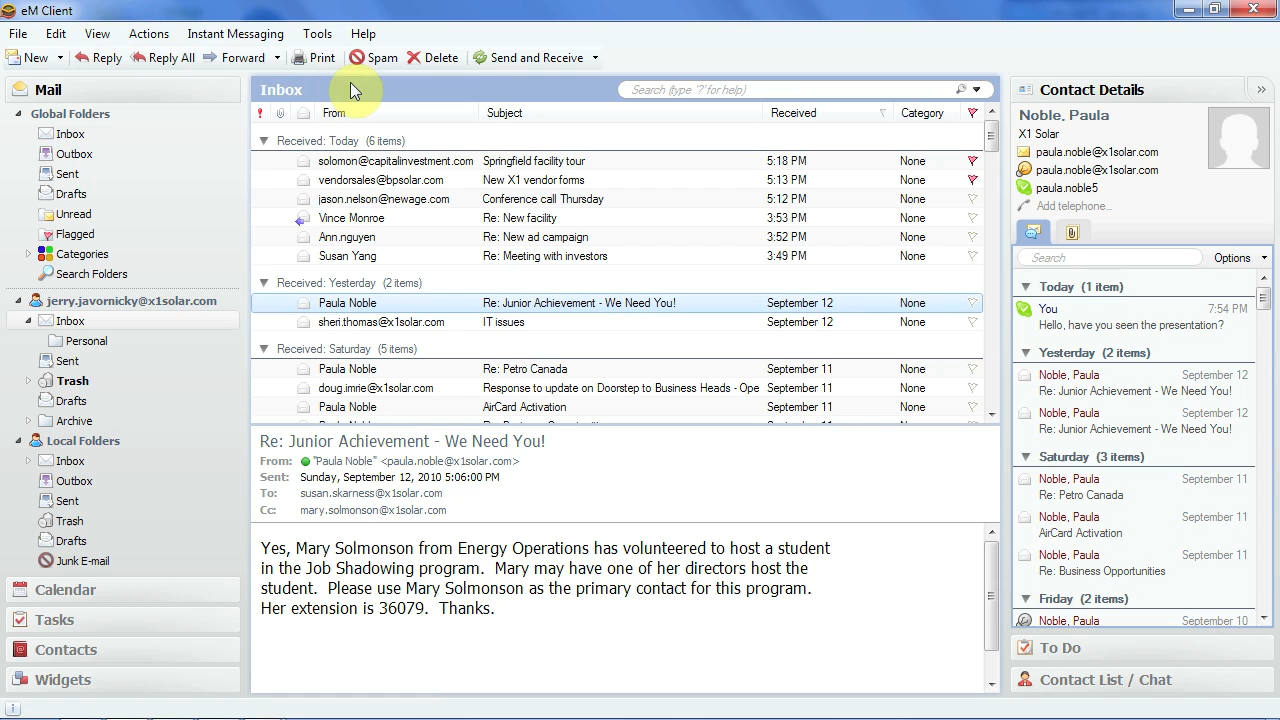 eM Client
File Edit View Actions Instant Messaging Tools Help
New Reply Reply All Forward Print Spam Delete Send and Receive
Mail
Global Folders
Inbox
Outbox
Sent
Drafts
Unread
Flagged
Categories
Search Folders
jerry.javornicky@x1solar.com
Inbox
Personal
Sent
Trash
Drafts
Archive
Local Folders
Inbox
Outbox
Sent
Trash
Drafts
Junk E-mail
Calendar
Tasks
Contacts
Widgets
Inbox Search (type '?' for help)
From Subject Received Category
Received: Today (6 items)
solomon@capitalinvestment.com Springfield facility tour 5:18 PM None
vendorsales@bpsolar.com New X1 vendor forms 5:13 PM None
jason.nelson@newage.com Conference call Thursday 5:12 PM None
Vince Monroe Re: New facility 3:53 PM None
Ann.nguyen Re: New ad campaign 3:52 PM None
Susan Yang Re: Meeting with investors 3:49 PM None
Received: Yesterday (2 items)
Paula Noble Re: Junior Achievement - We Need You! September 12 None
sheri.thomas@x1solar.com IT issues September 12 None
Received: Saturday (5 items)
Paula Noble Re: Petro Canada September 11 None
doug.imrie@x1solar.com Response to update on Doorstep to Business Heads - Ope September 11 None
Paula Noble AirCard Activation September 11 None
Re: Junior Achievement - We Need You!
From: "Paula Noble" <paula.noble@x1solar.com>
Sent: Sunday, September 12, 2010 5:06:00 PM
To: susan.skarness@x1solar.com
Cc: mary.solmonson@x1solar.com
Yes, Mary Solmonson from Energy Operations has volunteered to host a student
in the Job Shadowing program. Mary may have one of her directors host the
student. Please use Mary Solmonson as the primary contact for this program.
Her extension is 36079. Thanks.
Contact Details
Noble, Paula
X1 Solar
paula.noble@x1solar.com
paula.noble@x1solar.com
paula.noble5
Add telephone...
Search Options
Today (1 item)
You 7:54 PM
Hello, have you seen the presentation?
Yesterday (2 items)
Noble, Paula September 12
Re: Junior Achievement - We Need You!
Noble, Paula September 12
Re: Junior Achievement - We Need You!
Saturday (3 items)
Noble, Paula September 11
Re: Petro Canada
Noble, Paula September 11
AirCard Activation
Noble, Paula September 11
Re: Business Opportunities
Friday (2 items)
Noble, Paula September 10
To Do
Contact List / Chat